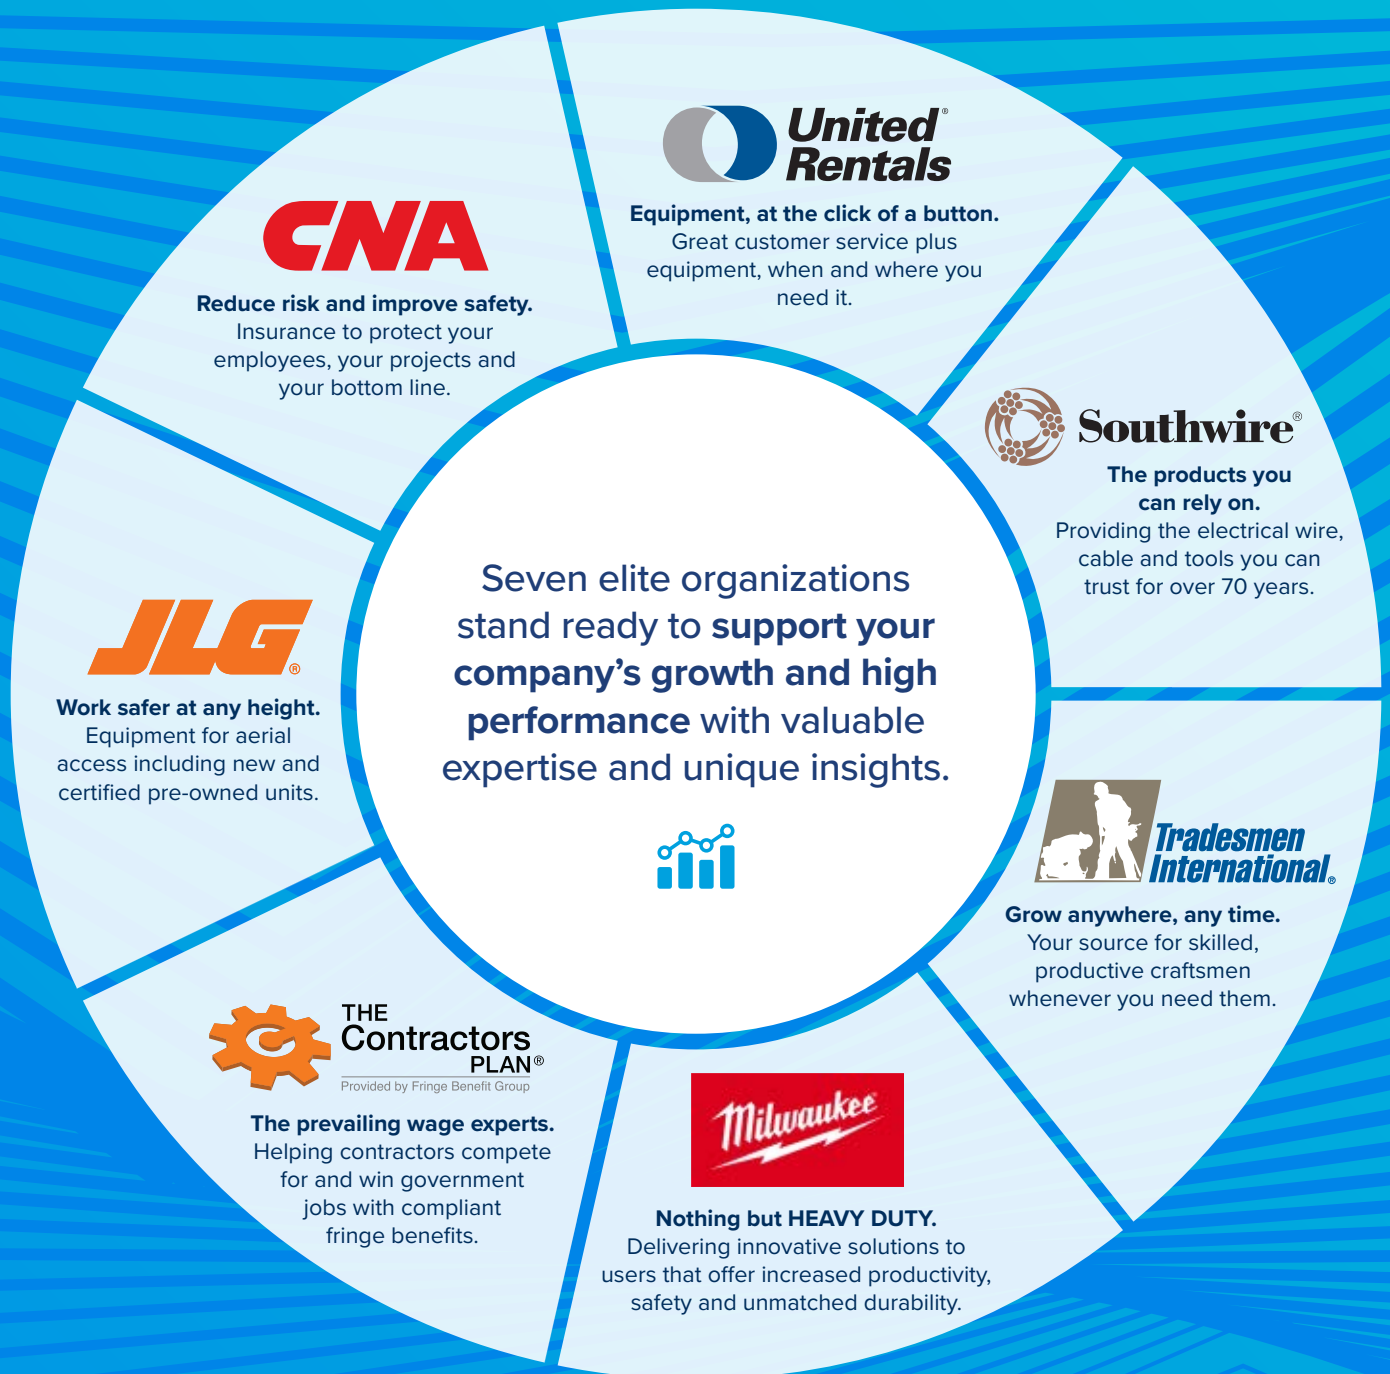 United®
Rentals
Equipment, at the click of a button.
Great customer service plus
equipment, when and where you
need it.
CNA
Reduce risk and improve safety.
Insurance to protect your
employees, your projects and
your bottom line.
Southwire®
The products you
can rely on.
Providing the electrical wire,
cable and tools you can
trust for over 70 years.
Seven elite organizations
stand ready to support your
company’s growth and high
performance with valuable
expertise and unique insights.
JLG®
Work safer at any height.
Equipment for aerial
access including new and
certified pre-owned units.
Tradesmen
International®
Grow anywhere, any time.
Your source for skilled,
productive craftsmen
whenever you need them.
THE
Contractors
PLAN®
Provided by Fringe Benefit Group
The prevailing wage experts.
Helping contractors compete
for and win government
jobs with compliant
fringe benefits.
Milwaukee®
Nothing but HEAVY DUTY.
Delivering innovative solutions to
users that offer increased productivity,
safety and unmatched durability.